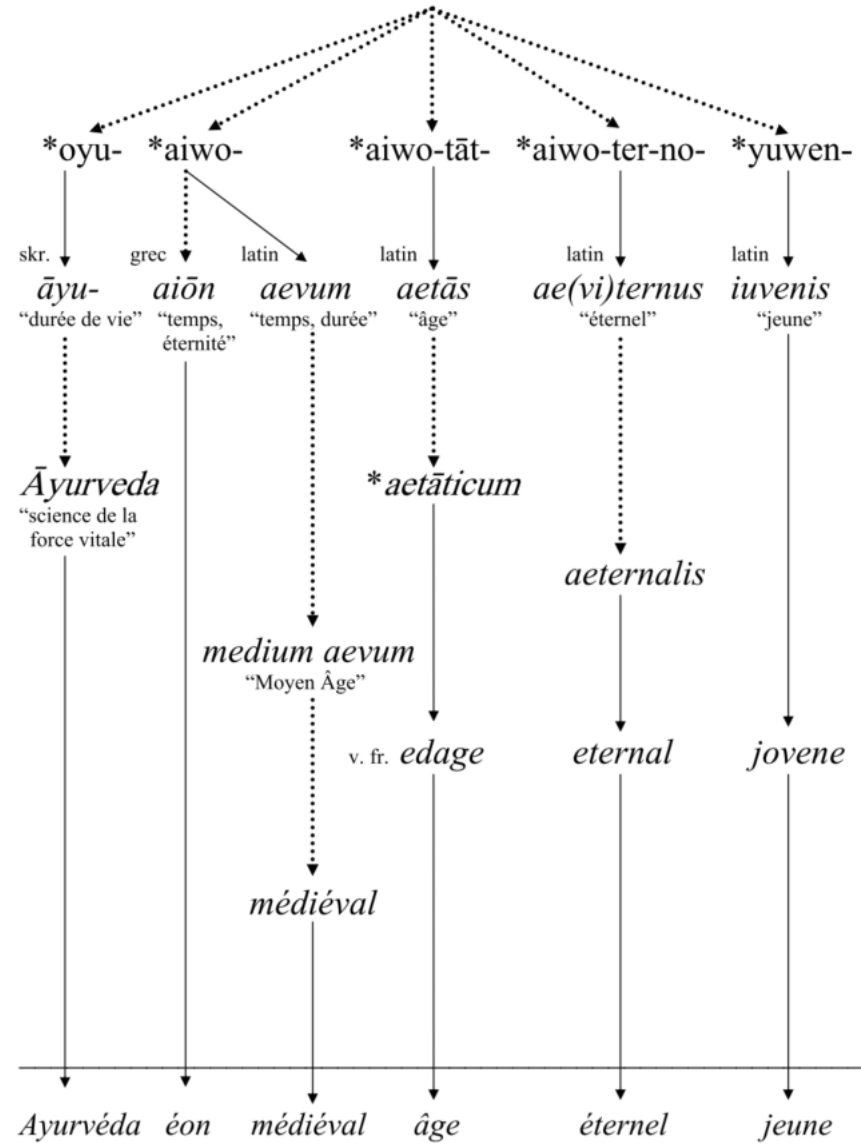 *oyu- *aiwo- *aiwo-tāt- *aiwo-ter-no- *yuwen-
skr. grec latin latin latin latin
āyu- aiōn aevum aetās ae(vi)ternus iuvenis
“durée de vie” “temps, “temps, durée” “âge” “éternel” “jeune”
éternité”
Āyurveda *aetāticum
“science de la
force vitale”
aeternalis
medium aevum
“Moyen Âge”
v. fr. edage eternal jovene
médiéval
Ayurvéda éon médiéval âge éternel jeune